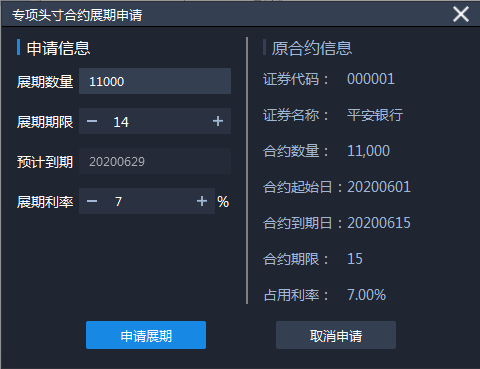 专项头寸合约展期申请
申请信息
展期数量 11000
展期期限 － 14 +
预计到期 20200629
展期利率 － 7 + %
原合约信息
证券代码： 000001
证券名称： 平安银行
合约数量： 11,000
合约起始日：20200601
合约到期日：20200615
合约期限： 15
占用利率： 7.00%
申请展期
取消申请